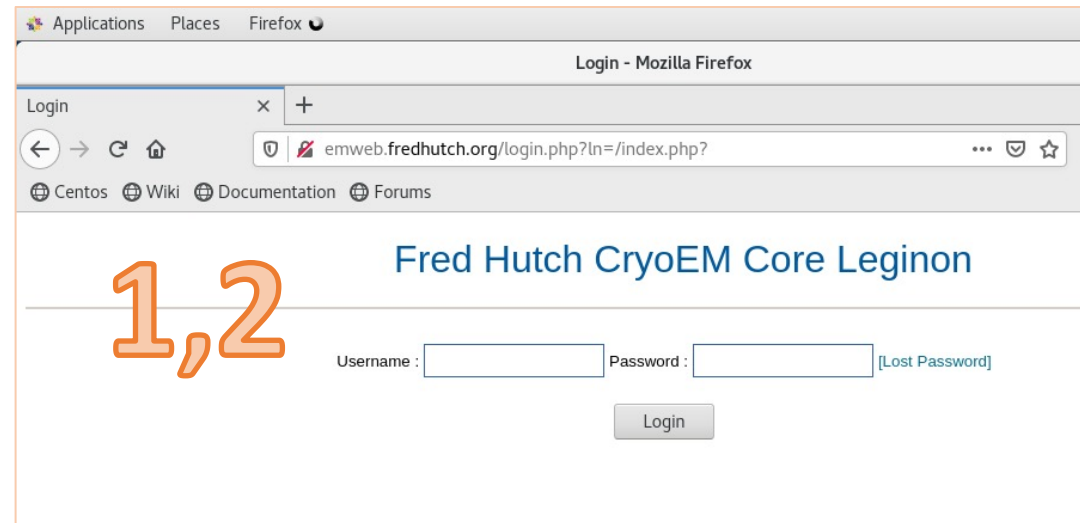 Applications Places Firefox
Login - Mozilla Firefox
Login
emweb.fredhutch.org/login.php?ln=/index.php?
Centos Wiki Documentation Forums
Fred Hutch CryoEM Core Leginon
1,2
Username : Password : [Lost Password]
Login